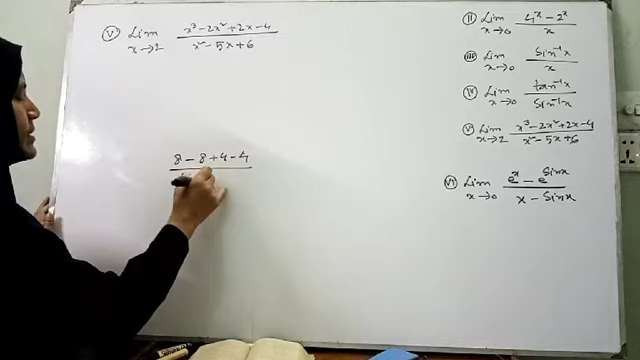 (v) Lim x→2 (x³ - 2x² + 2x - 4)/(x² - 5x + 6)
8 - 8 + 4 - 4
(ii) Lim x→0 (4ˣ - 2ˣ)/x
(iii) Lim x→0 (Sin⁻¹x)/x
(iv) Lim x→0 (tan⁻¹x)/(Sin⁻¹x)
(v) Lim x→2 (x³ - 2x² + 2x - 4)/(x² - 5x + 6)
(vi) Lim x→0 (eˣ - e^Sinx)/(x - Sinx)